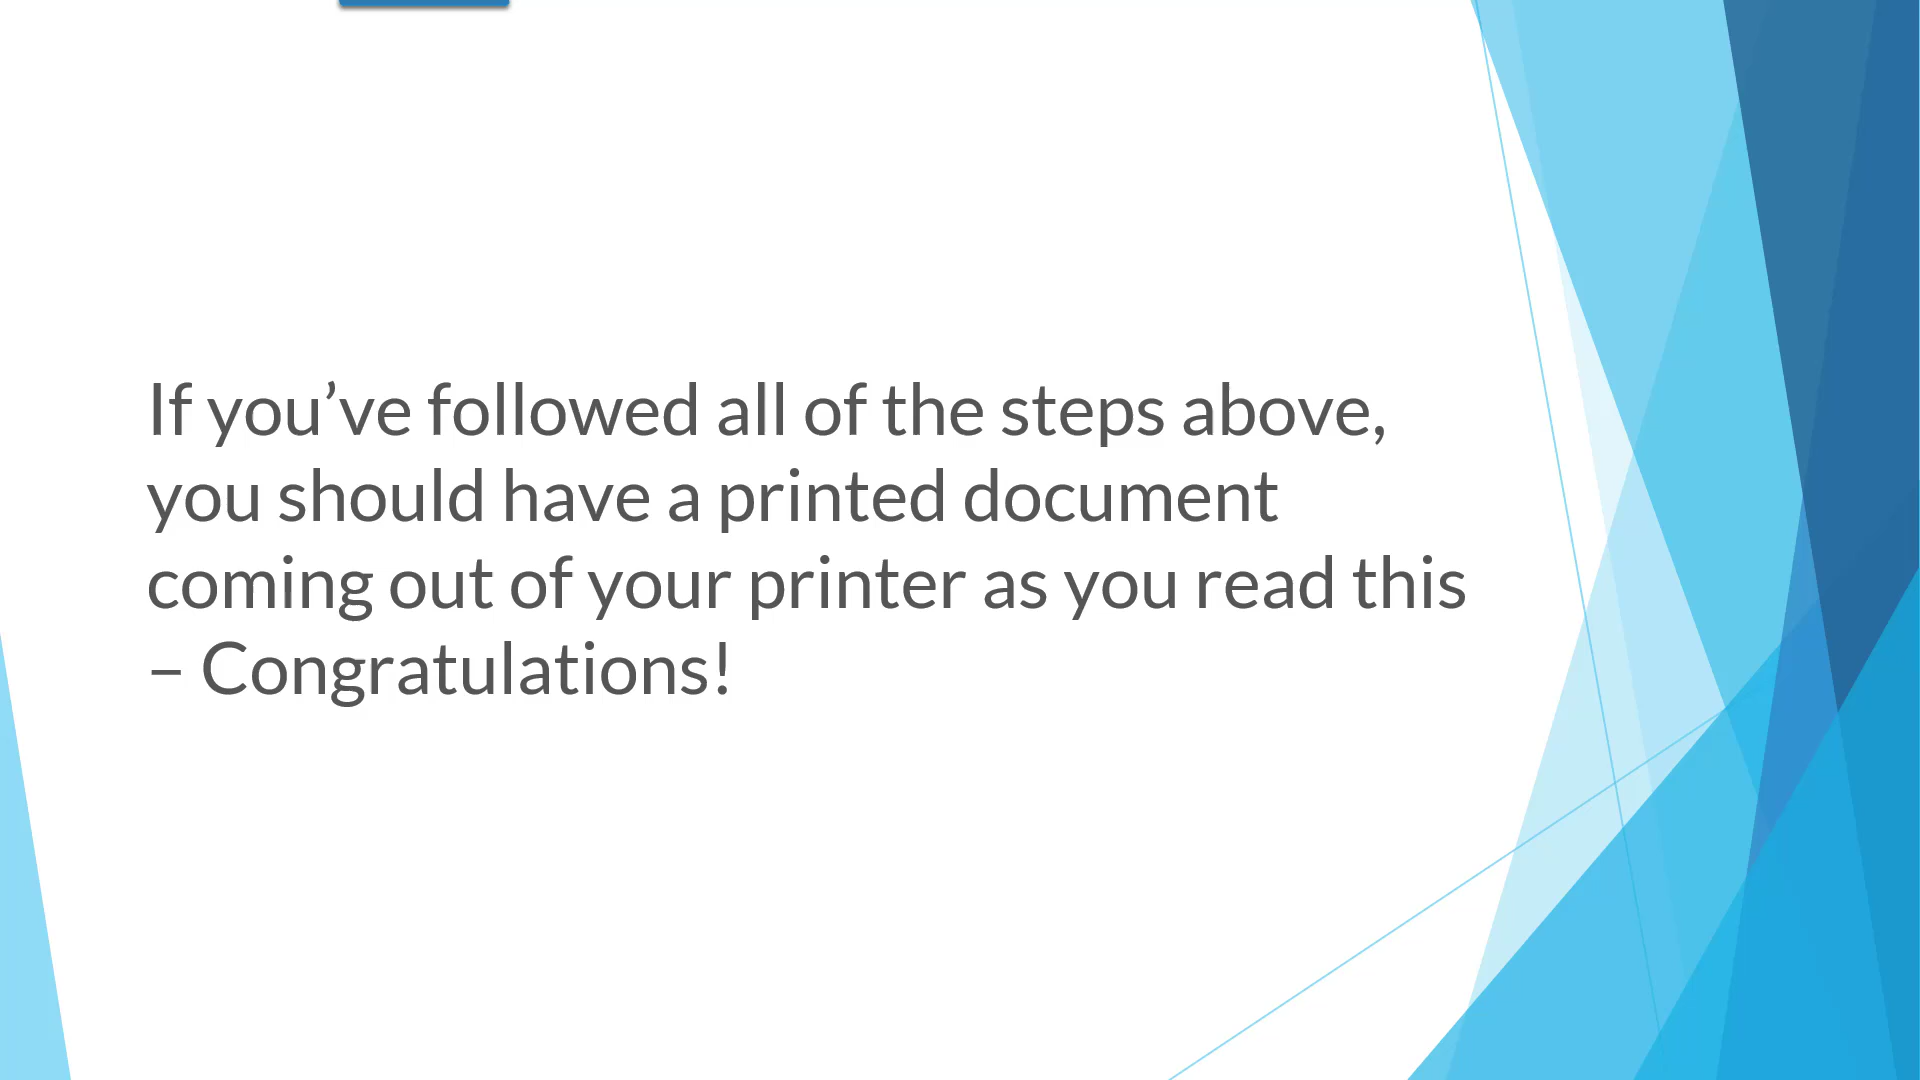 If you’ve followed all of the steps above,
you should have a printed document
coming out of your printer as you read this
– Congratulations!